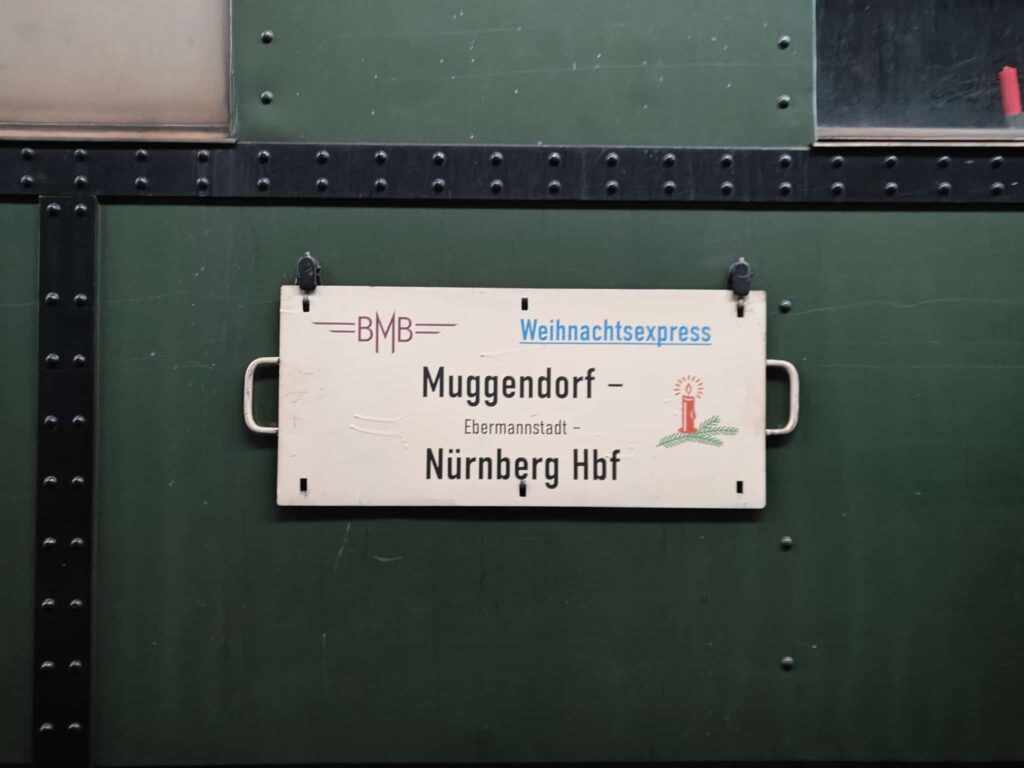 BMB
Weihnachtsexpress
Muggendorf –
Ebermannstadt –
Nürnberg Hbf